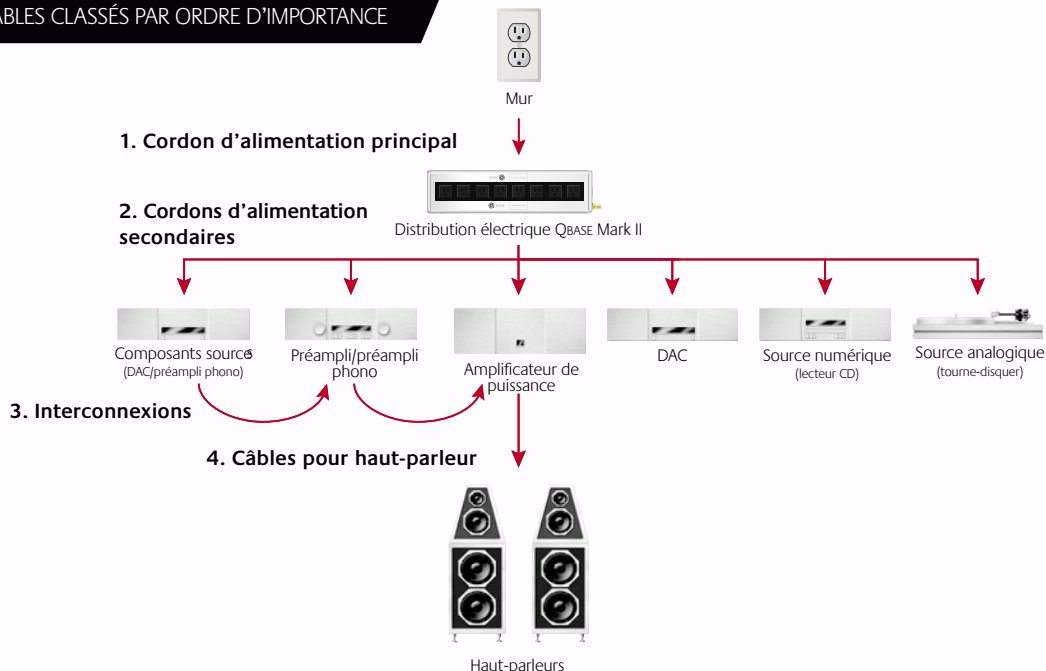 ABLES CLASSÉS PAR ORDRE D’IMPORTANCE
Mur
1. Cordon d’alimentation principal
2. Cordons d’alimentation
secondaires
Distribution électrique QBASE Mark II
Composants sources
(DAC/préampli phono)
Préampli/préampli
phono
Amplificateur de
puissance
DAC
Source numérique
(lecteur CD)
Source analogique
(tourne-disquer)
3. Interconnexions
4. Câbles pour haut-parleur
Haut-parleurs